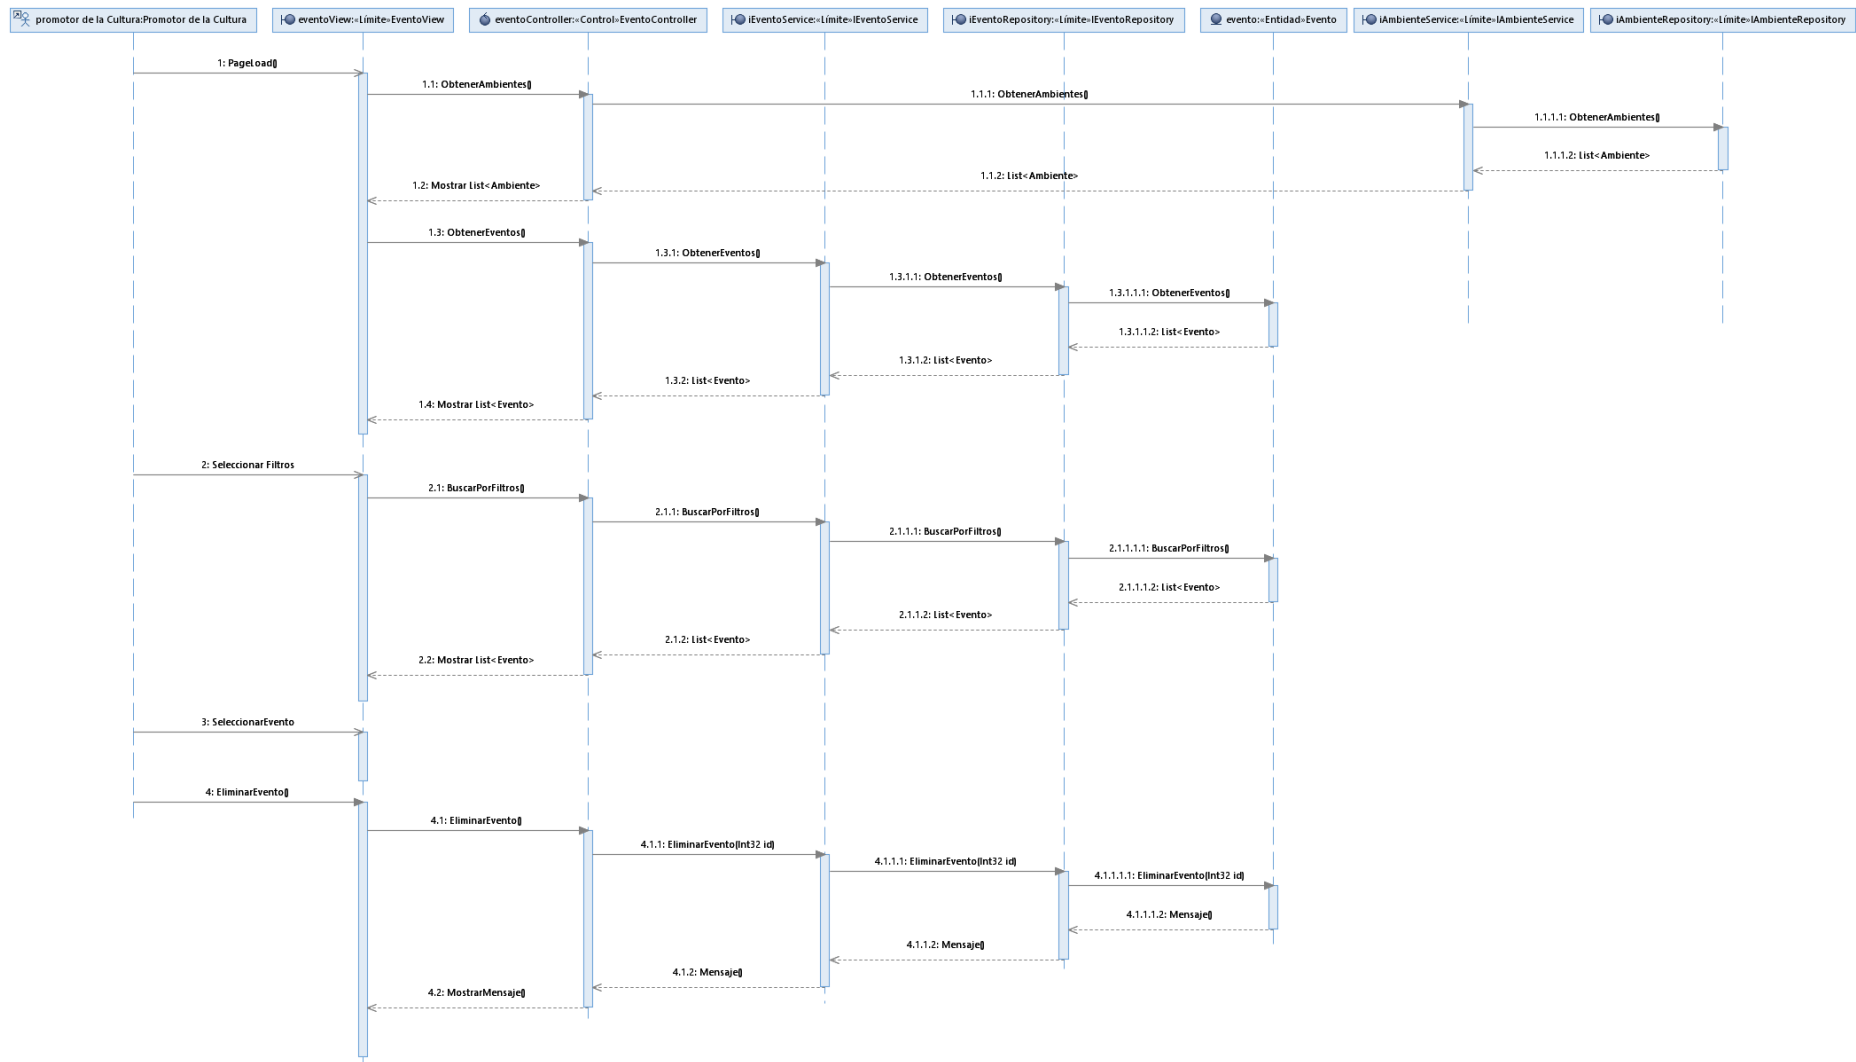 promotor de la Cultura:Promotor de la Cultura
eventoView:«Límite»EventoView
eventoController:«Control»EventoController
iEventoService:«Límite»IEventoService
iEventoRepository:«Límite»IEventoRepository
evento:«Entidad»Evento
iAmbienteService:«Límite»IAmbienteService
iAmbienteRepository:«Límite»IAmbienteRepository
1: PageLoad()
1.1: ObtenerAmbientes()
1.1.1: ObtenerAmbientes()
1.1.1.1: ObtenerAmbientes()
1.1.1.2: List<Ambiente>
1.1.2: List<Ambiente>
1.2: Mostrar List<Ambiente>
1.3: ObtenerEventos()
1.3.1: ObtenerEventos()
1.3.1.1: ObtenerEventos()
1.3.1.1.1: ObtenerEventos()
1.3.1.1.2: List<Evento>
1.3.1.2: List<Evento>
1.3.2: List<Evento>
1.4: Mostrar List<Evento>
2: Seleccionar Filtros
2.1: BuscarPorFiltros()
2.1.1: BuscarPorFiltros()
2.1.1.1: BuscarPorFiltros()
2.1.1.1.1: BuscarPorFiltros()
2.1.1.1.2: List<Evento>
2.1.1.2: List<Evento>
2.1.2: List<Evento>
2.2: Mostrar List<Evento>
3: SeleccionarEvento
4: EliminarEvento()
4.1: EliminarEvento()
4.1.1: EliminarEvento(Int32 id)
4.1.1.1: EliminarEvento(Int32 id)
4.1.1.1.1: EliminarEvento(Int32 id)
4.1.1.1.2: Mensaje()
4.1.1.2: Mensaje()
4.1.2: Mensaje()
4.2: MostrarMensaje()